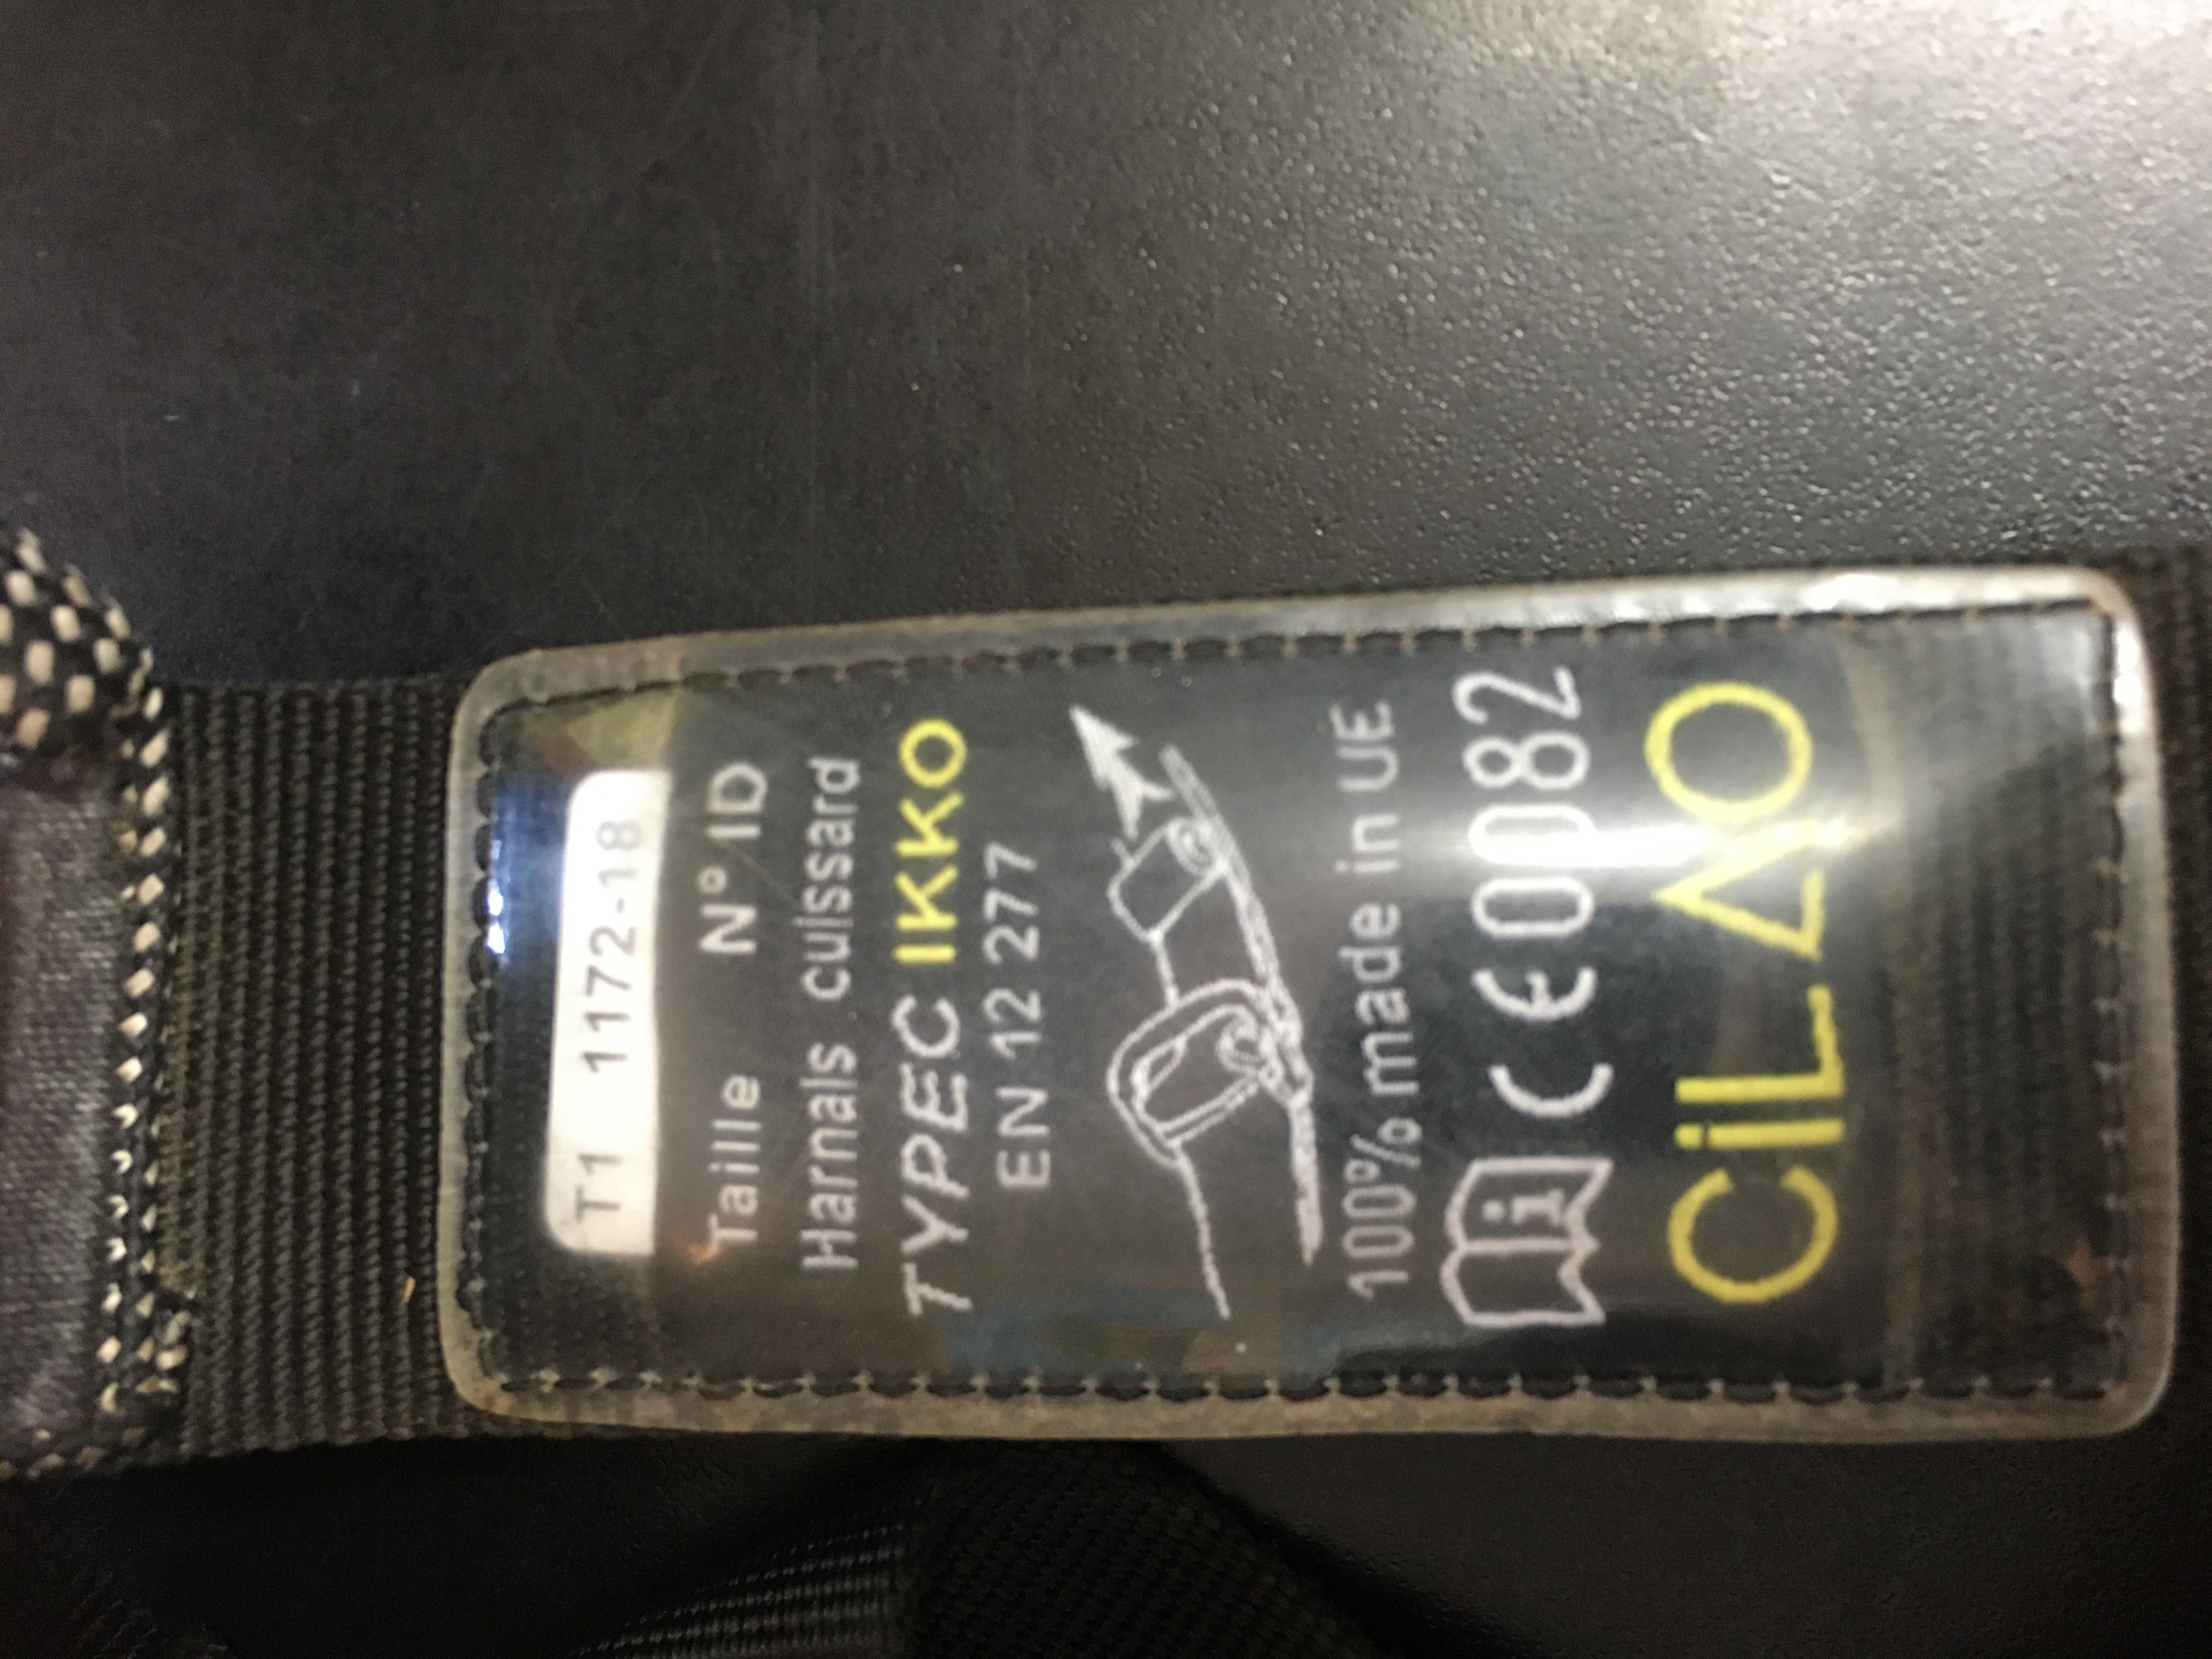 T1 1172-18
Taille N° ID
Harnais cuissard
TYPE C IKKO
EN 12 277
100% made in UE
i CE 0082
CiLAO